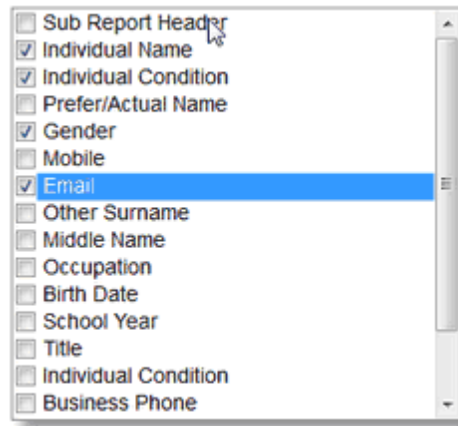 Sub Report Header
Individual Name
Individual Condition
Prefer/Actual Name
Gender
Mobile
Email
Other Surname
Middle Name
Occupation
Birth Date
School Year
Title
Individual Condition
Business Phone